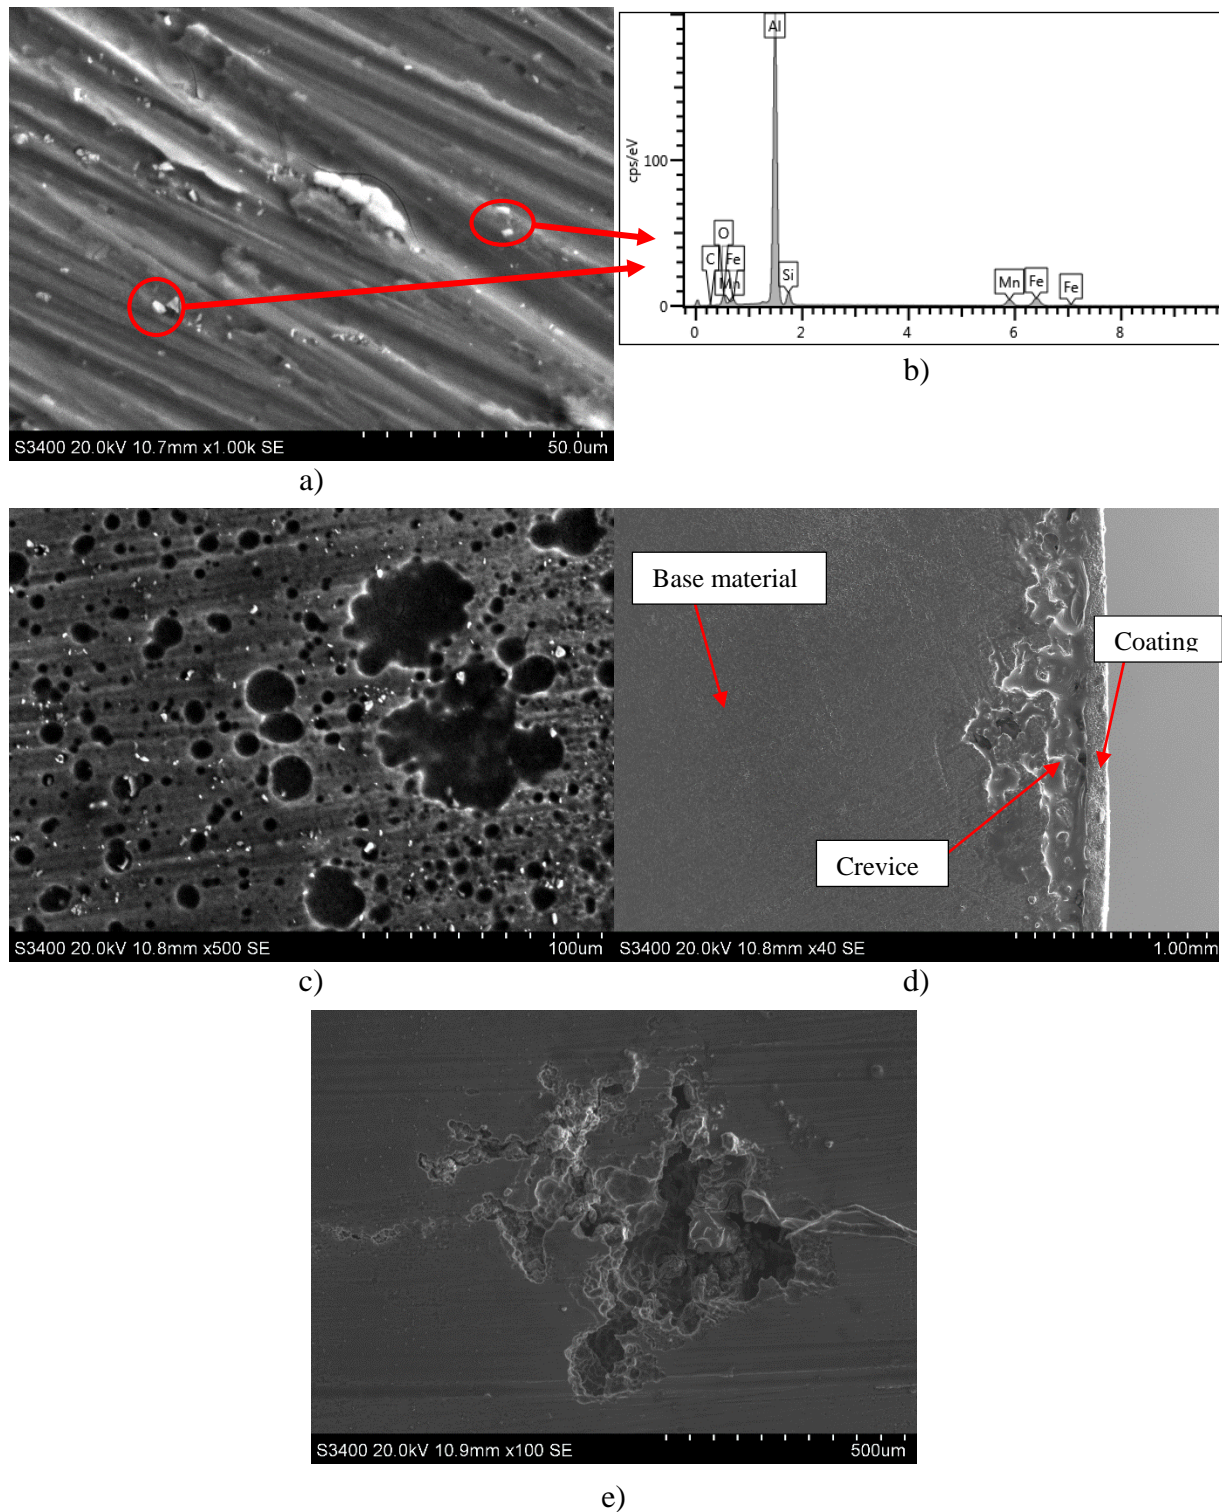 Al
cps/eV
100
O
C
Fe
Mn
Si
Mn
Fe
Fe
0
0
2
4
6
8
S3400 20.0kV 10.7mm x1.00k SE
50.0um
a)
b)
Base material
Coating
Crevice
S3400 20.0kV 10.8mm x500 SE
100um
S3400 20.0kV 10.8mm x40 SE
1.00mm
c)
d)
S3400 20.0kV 10.9mm x100 SE
500um
e)